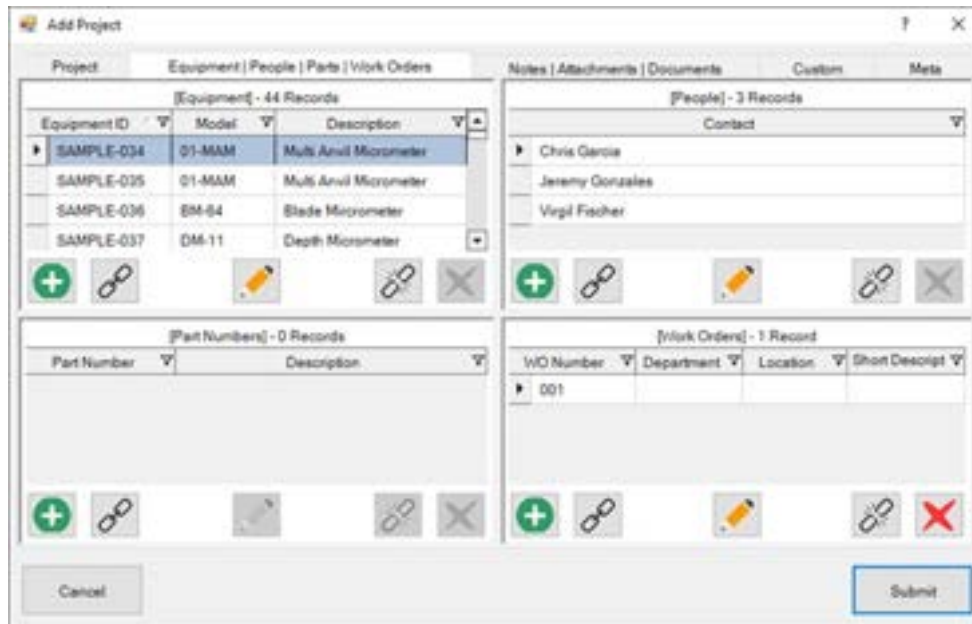 Add Project ? ×
Project Equipment | People | Parts | Work Orders Notes | Attachments | Documents Custom Meta
[Equipment] - 44 Records
Equipment ID Model Description
SAMPLE-034 01-MAM Multi Anvil Micrometer
SAMPLE-035 01-MAM Multi Anvil Micrometer
SAMPLE-036 BM-64 Blade Mircrometer
SAMPLE-037 DM-11 Depth Micrometer
[People] - 3 Records
Contact
Chris Garcia
Jeremy Gonzales
Virgil Fischer
[Part Numbers] - 0 Records
Part Number Description
[Work Orders] - 1 Record
WO Number Department Location Short Descript
001
Cancel Submit